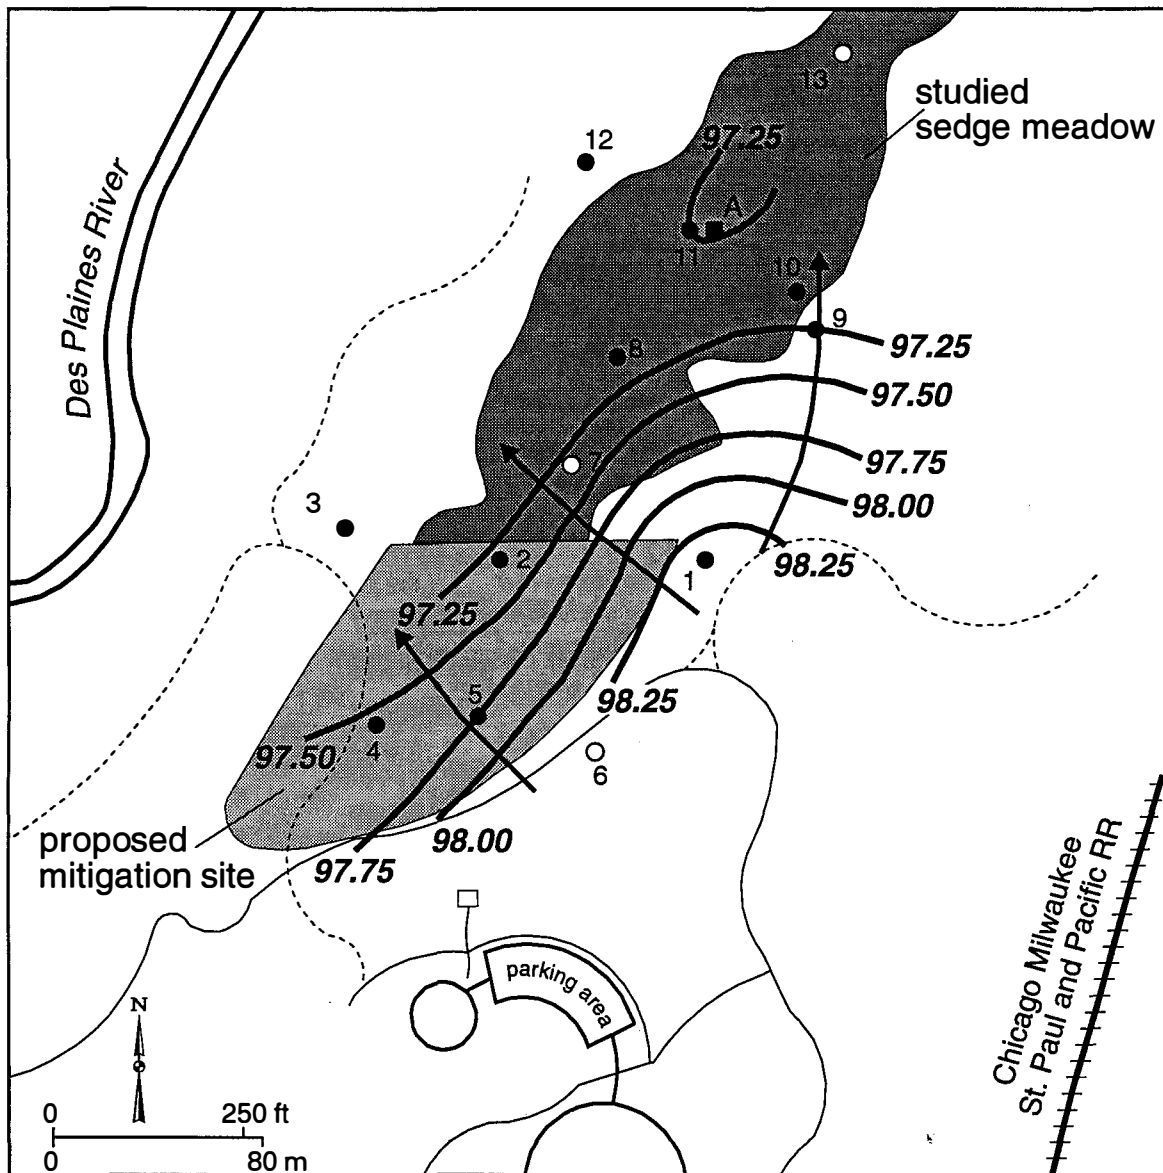 13
studied
sedge meadow
97.25
12
Des Plaines River
A
11
10
9
97.25
8
97.50
7
97.75
98.00
3
2
1
98.25
97.25
5
98.25
4
97.50
6
proposed
mitigation site
98.00
97.75
parking area
Chicago Milwaukee
St. Paul and Pacific RR
N
0 250 ft
0 80 m